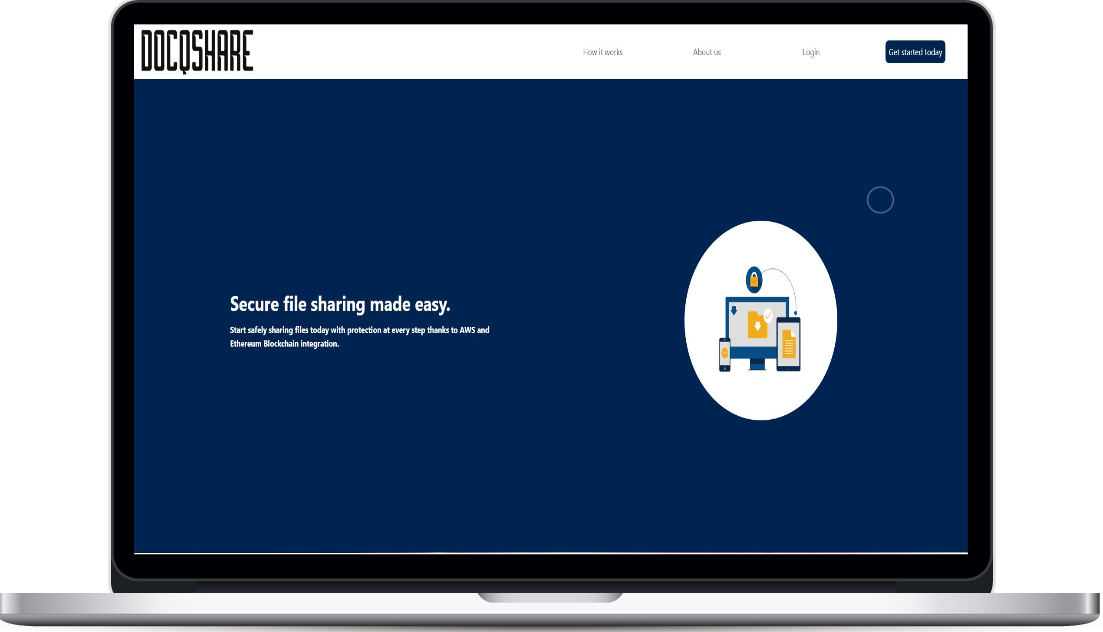 DOCQSHARE
How it works
About us
Login
Get started today
Secure file sharing made easy.
Start safely sharing files today with protection at every step thanks to AWS and
Ethereum Blockchain integration.